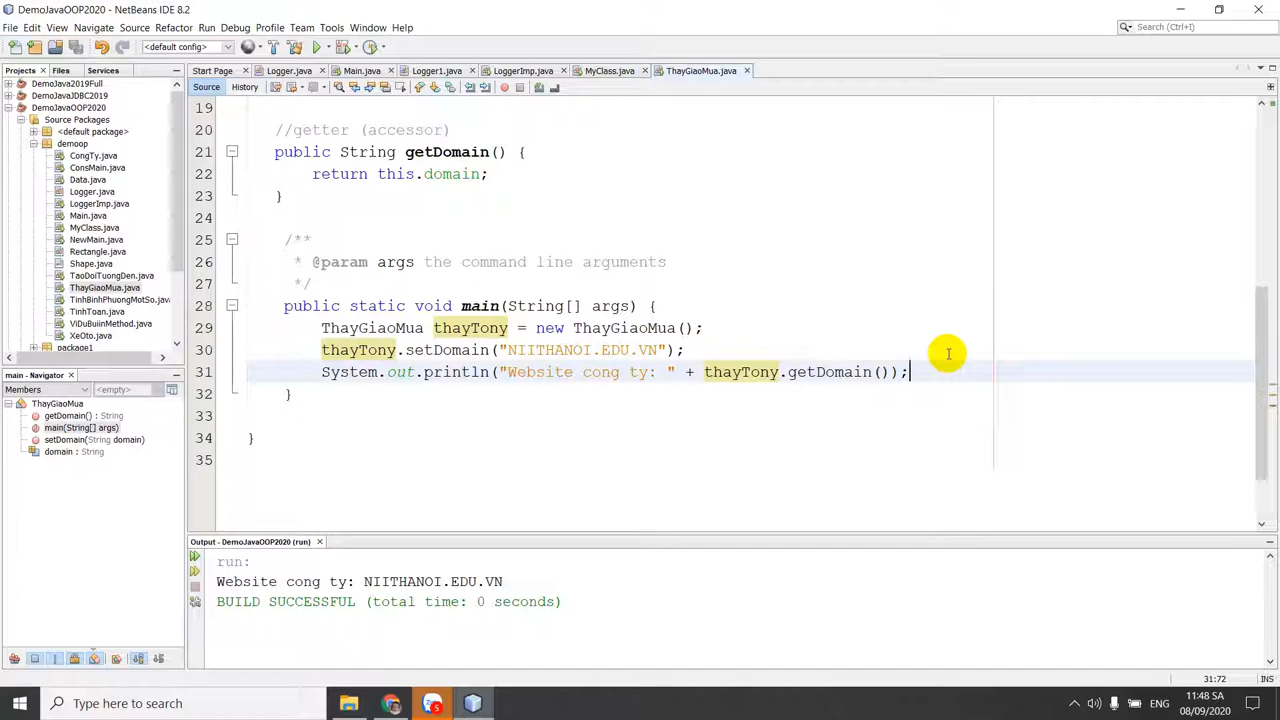 DemoJavaOOP2020 - NetBeans IDE 8.2
File Edit View Navigate Source Refactor Run Debug Profile Team Tools Window Help
Search (Ctrl+I)
<default config>
Projects Files Services
Start Page Logger.java Main.java Logger1.java LoggerImp.java MyClass.java ThayGiaoMua.java
Source History
DemoJava2019Full
DemoJavaJDBC2019
DemoJavaOOP2020
Source Packages
<default package>
demoop
CongTy.java
ConsMain.java
Data.java
Logger.java
LoggerImp.java
Main.java
MyClass.java
NewMain.java
Rectangle.java
Shape.java
TaoDoiTuongDen.java
ThayGiaoMua.java
TinhBinhPhuongMotSo.java
TinhToan.java
ViDuBuiinMethod.java
XeOto.java
package1
main - Navigator
Members <empty>
ThayGiaoMua
getDomain() : String
main(String[] args)
setDomain(String domain)
domain : String
19
20 //getter (accessor)
21 public String getDomain() {
22 return this.domain;
23 }
24
25 /**
26 * @param args the command line arguments
27 */
28 public static void main(String[] args) {
29 ThayGiaoMua thayTony = new ThayGiaoMua();
30 thayTony.setDomain("NIITHANOI.EDU.VN");
31 System.out.println("Website cong ty: " + thayTony.getDomain());
32 }
33
34 }
35
Output - DemoJavaOOP2020 (run)
run:
Website cong ty: NIITHANOI.EDU.VN
BUILD SUCCESSFUL (total time: 0 seconds)
31:72 INS
Type here to search
5
ENG
11:48 SA
08/09/2020